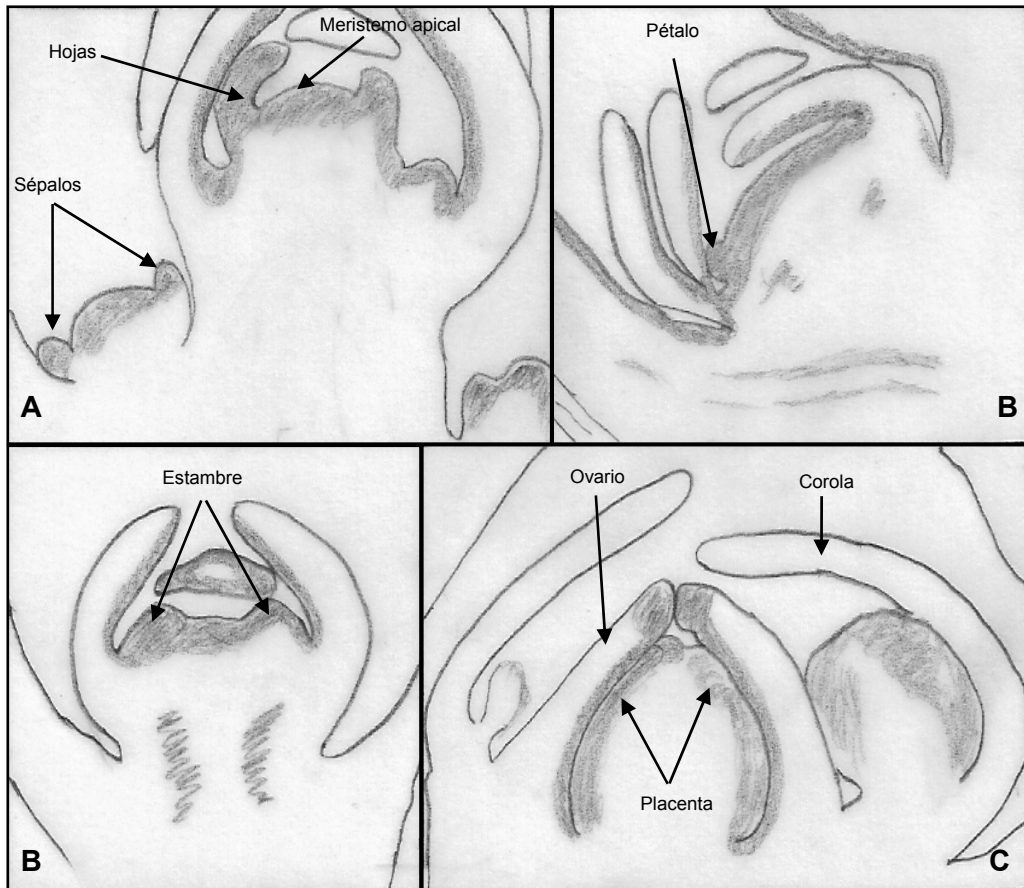 Meristemo apical
Hojas
Sépalos
A
Pétalo
B
Estambre
B
Ovario
Corola
Placenta
C